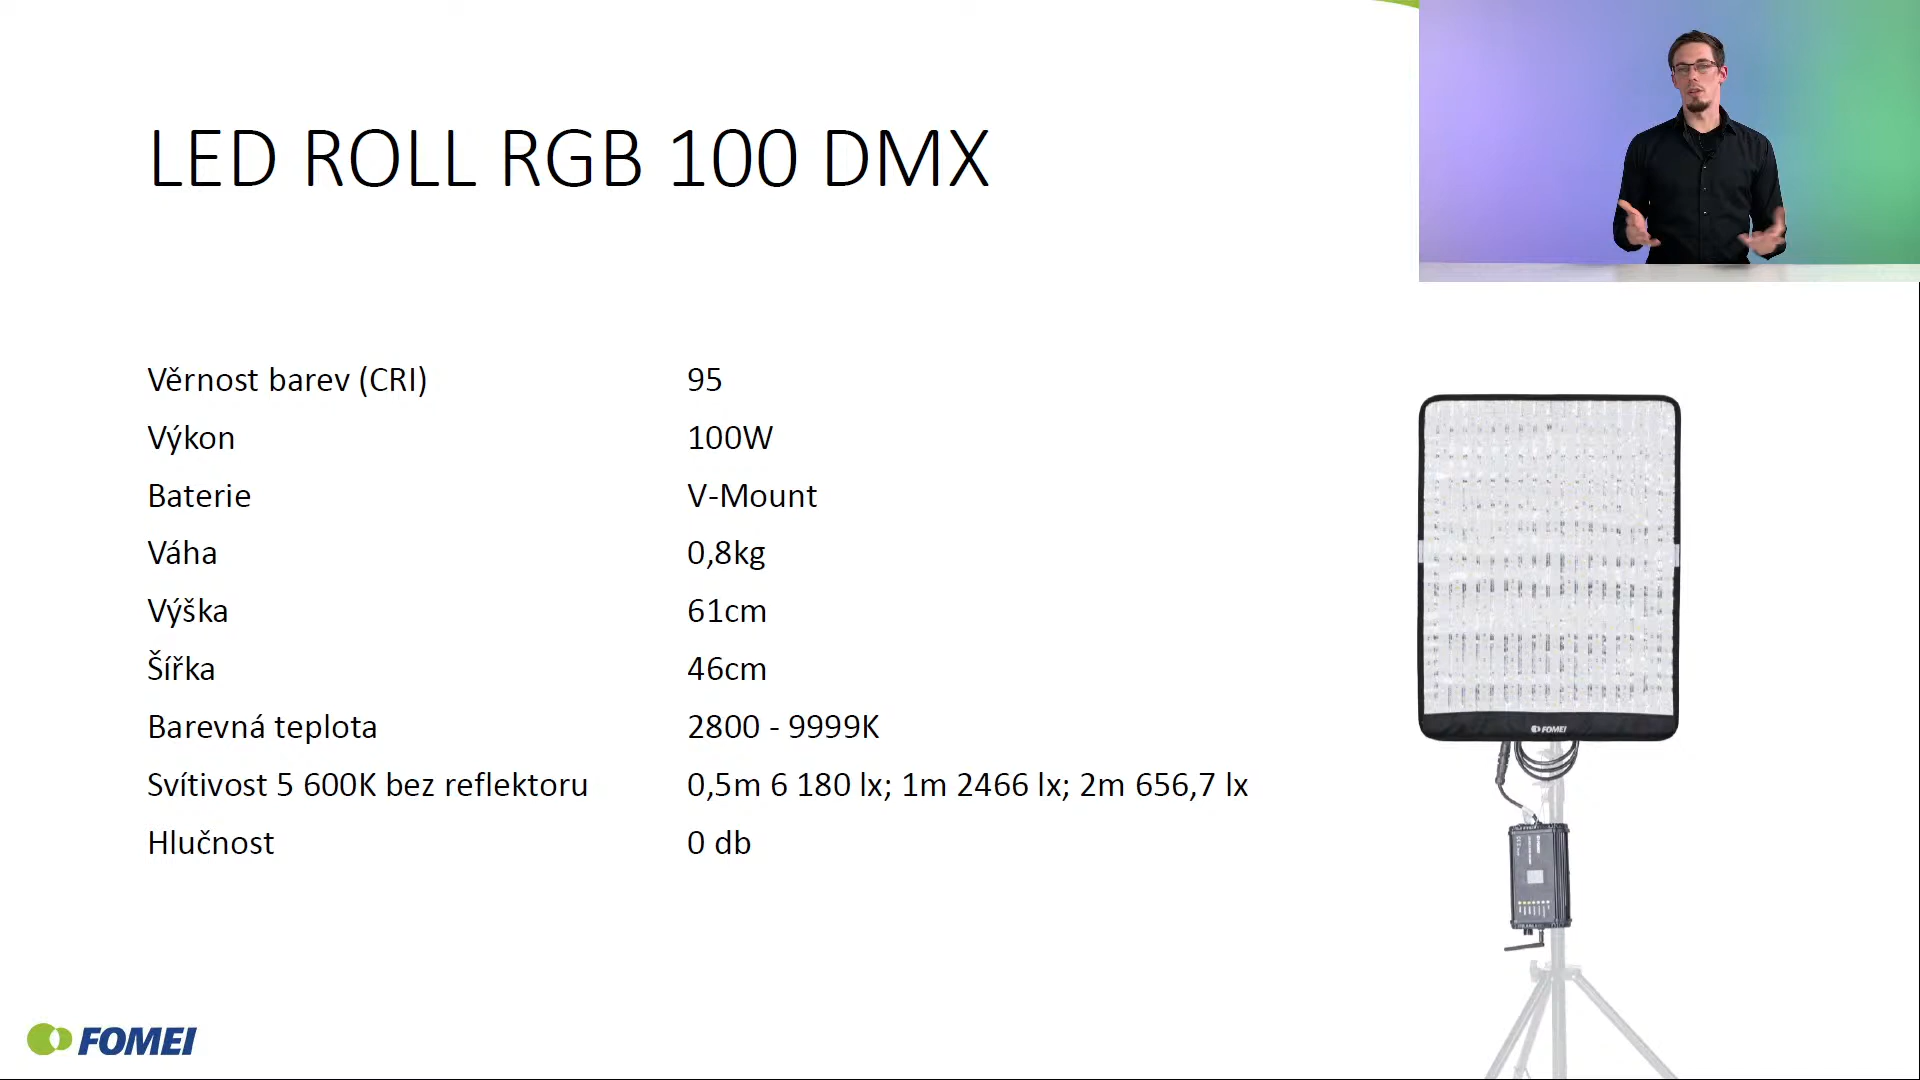 LED ROLL RGB 100 DMX
Věrnost barev (CRI) 95
Výkon 100W
Baterie V-Mount
Váha 0,8kg
Výška 61cm
Šířka 46cm
Barevná teplota 2800 - 9999K
Svítivost 5 600K bez reflektoru 0,5m 6 180 lx; 1m 2466 lx; 2m 656,7 lx
Hlučnost 0 db
FOMEI
FOMEI